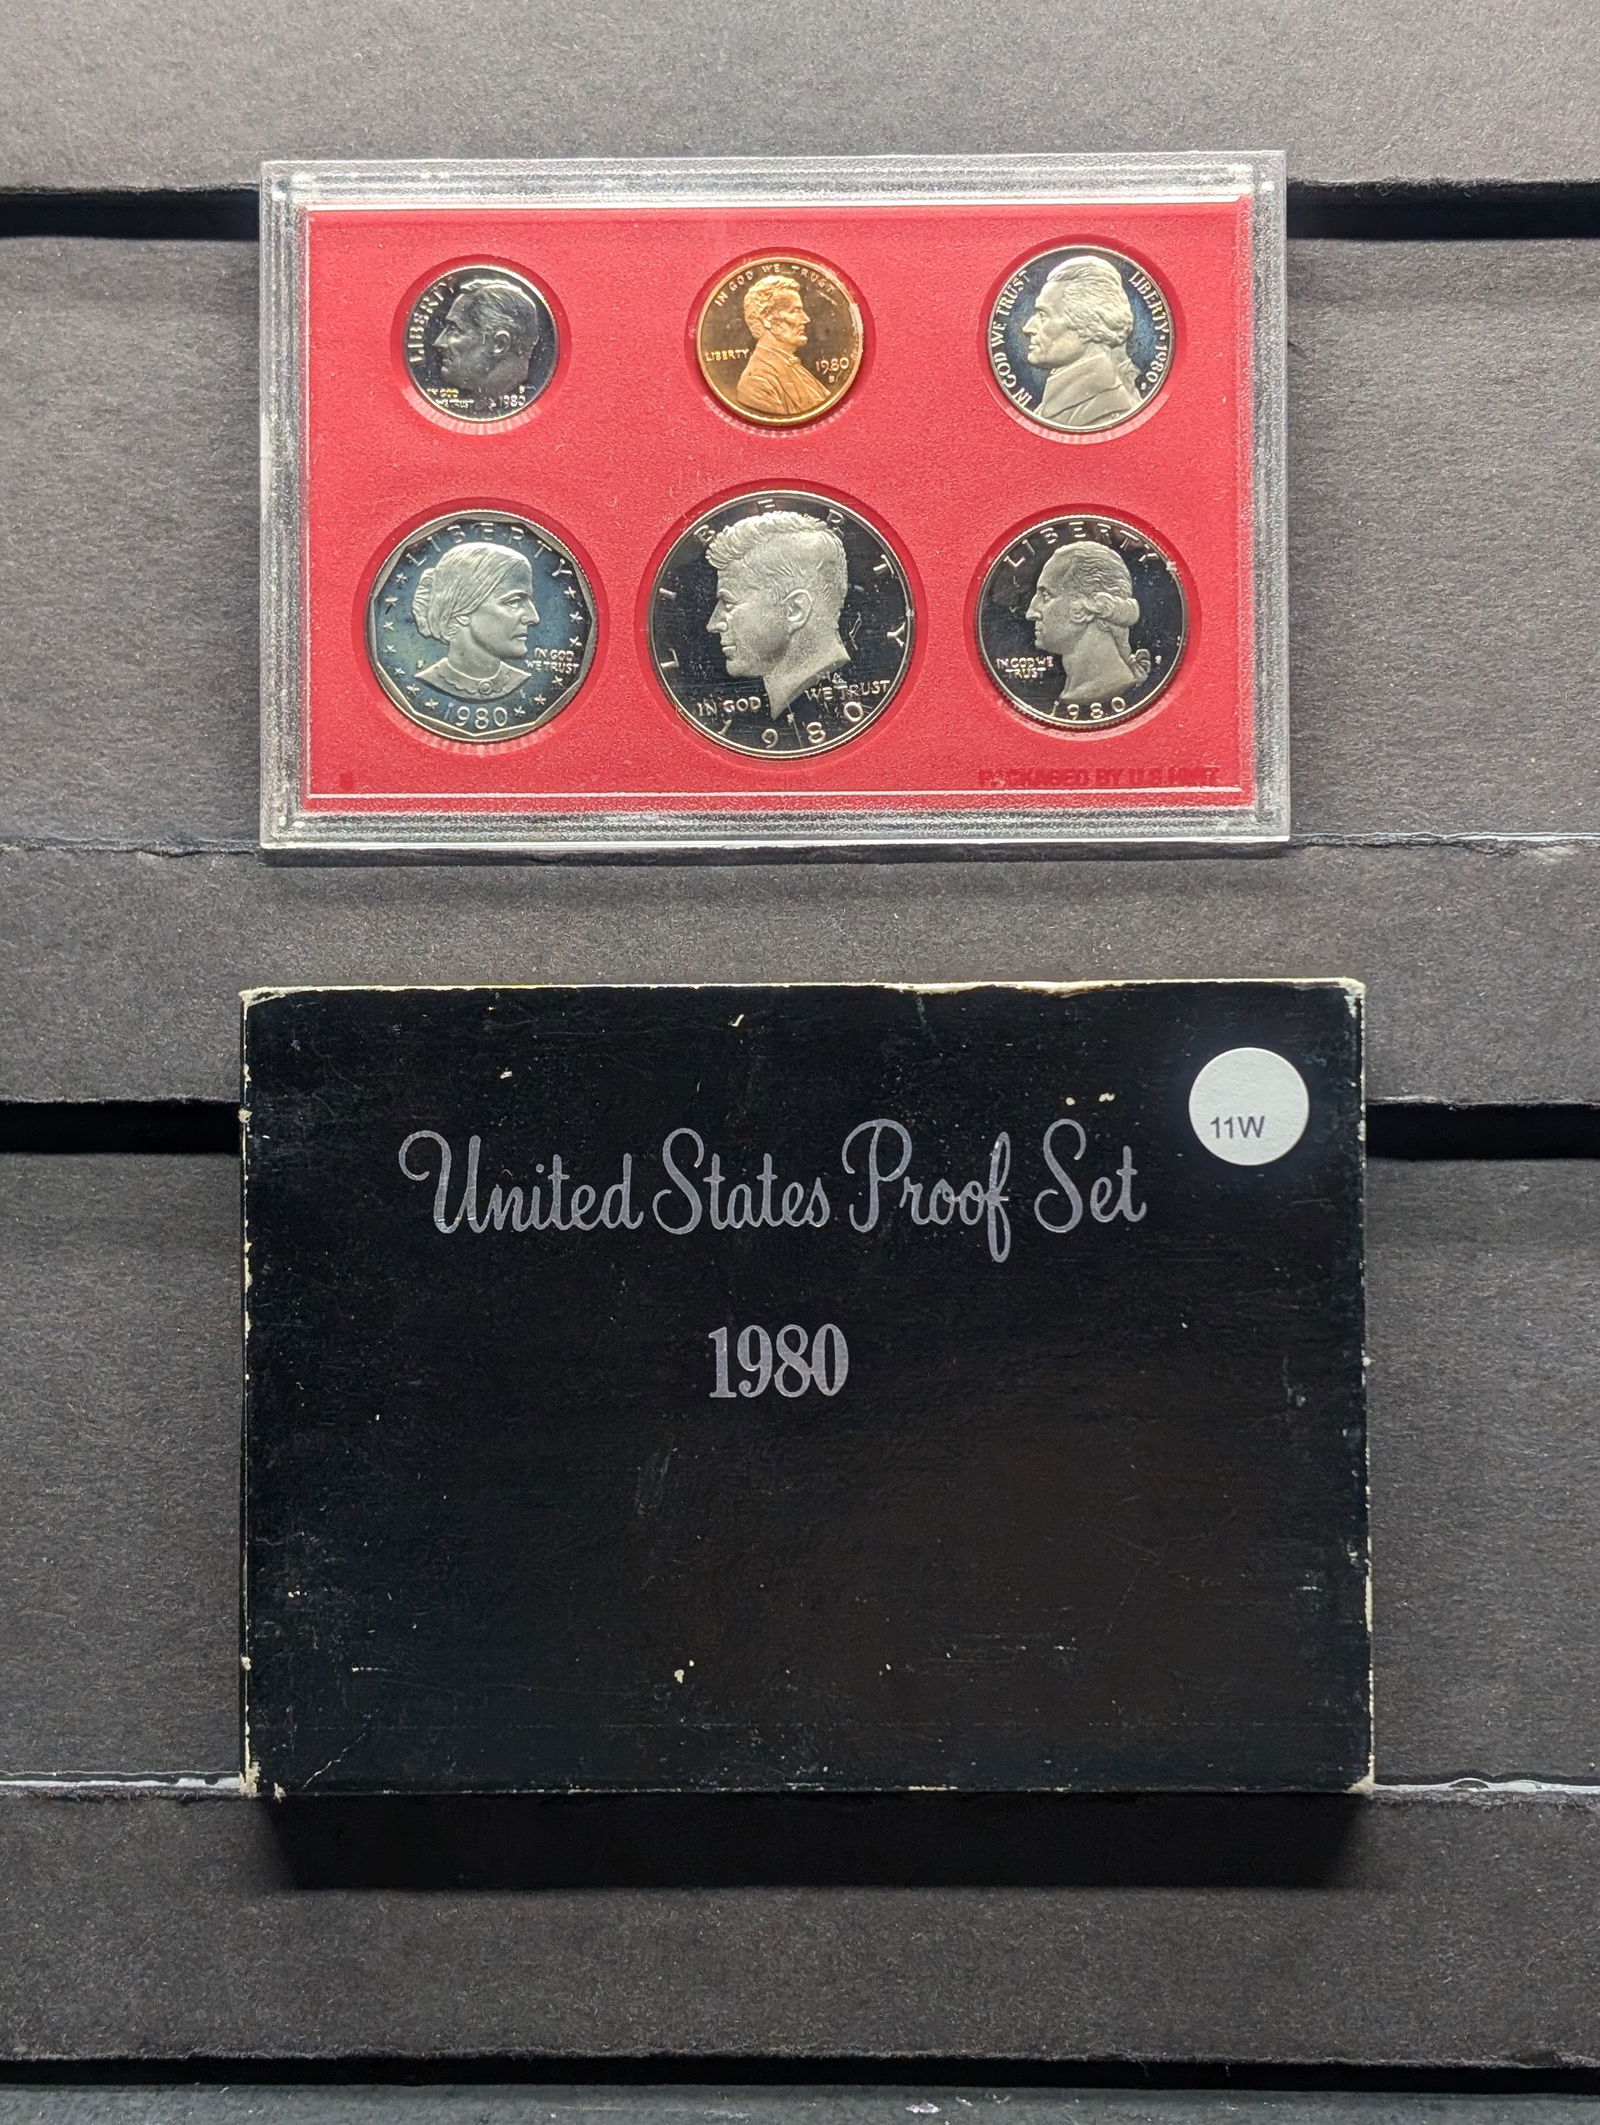 LIBERTY
IN GOD
WE TRUST
1980
IN GOD WE TRUST
LIBERTY
1980
S
IN GOD WE TRUST
LIBERTY · 1980
LIBERTY
S
IN GOD
WE TRUST
1980
LIBERTY
IN GOD WE TRUST
1980
LIBERTY
IN GOD WE
TRUST
S
1980
PACKAGED BY U.S. MINT
11W
United States Proof Set
1980